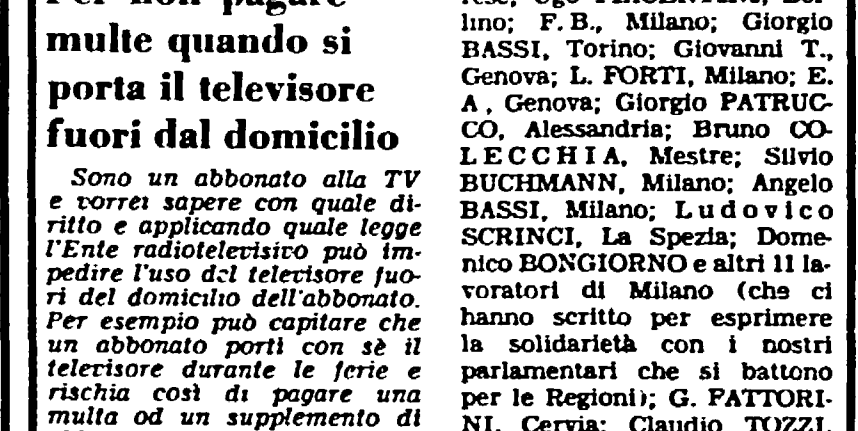 Per non pagare
multe quando si
porta il televisore
fuori dal domicilio
Sono un abbonato alla TV
e vorrei sapere con quale di-
ritto e applicando quale legge
l'Ente radiotelevisivo può im-
pedire l'uso del televisore fuo-
ri del domicilio dell'abbonato.
Per esempio può capitare che
un abbonato porti con sè il
televisore durante le ferie e
rischia così di pagare una
multa od un supplemento di
lino; F. B., Milano; Giorgio
BASSI, Torino; Giovanni T.,
Genova; L. FORTI, Milano; E.
A., Genova; Giorgio PATRUC-
CO, Alessandria; Bruno CO-
LECCHIA, Mestre; Silvio
BUCHMANN, Milano; Angelo
BASSI, Milano; Ludovico
SCRINCI, La Spezia; Dome-
nico BONGIORNO e altri 11 la-
voratori di Milano (che ci
hanno scritto per esprimere
la solidarietà con i nostri
parlamentari che si battono
per le Regioni); G. FATTORI-
NI, Cervia; Claudio TOZZI,